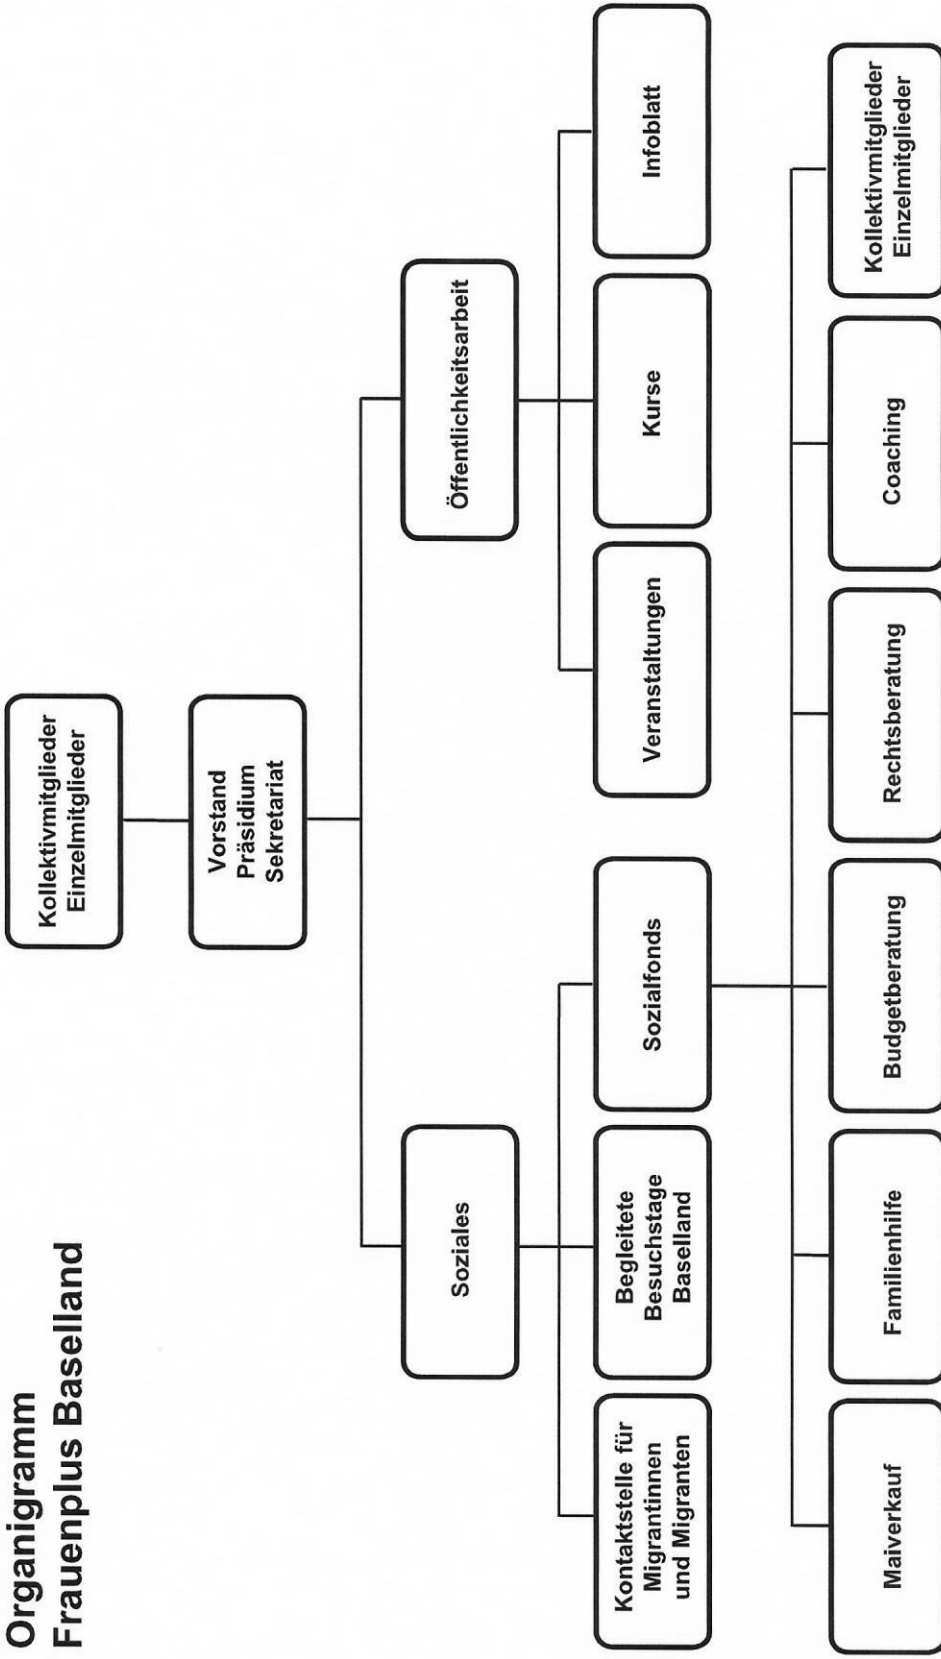 Organigramm
Frauenplus Baselland
Kollektivmitglieder
Einzelmitglieder
Vorstand
Präsidium
Sekretariat
Soziales
Öffentlichkeitsarbeit
Kontaktstelle für
Migrantinnen
und Migranten
Begleitete
Besuchstage
Baselland
Sozialfonds
Veranstaltungen
Kurse
Infoblatt
Maiverkauf
Familienhilfe
Budgetberatung
Rechtsberatung
Coaching
Kollektivmitglieder
Einzelmitglieder